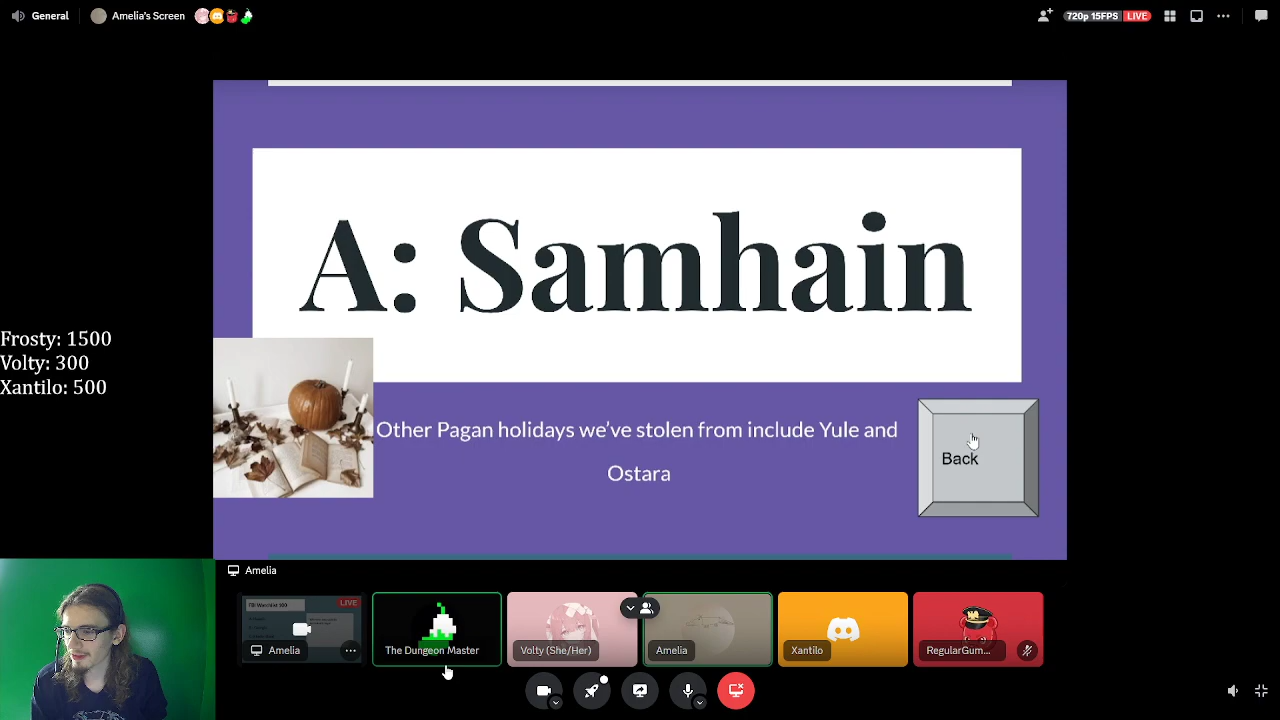 General
Amelia's Screen
720p 15FPS
LIVE
A: Samhain
Frosty: 1500
Volty: 300
Xantilo: 500
Other Pagan holidays we've stolen from include Yule and
Ostara
Back
Amelia
LIVE
Amelia
The Dungeon Master
Volty (She/Her)
Amelia
Xantilo
RegularGum...